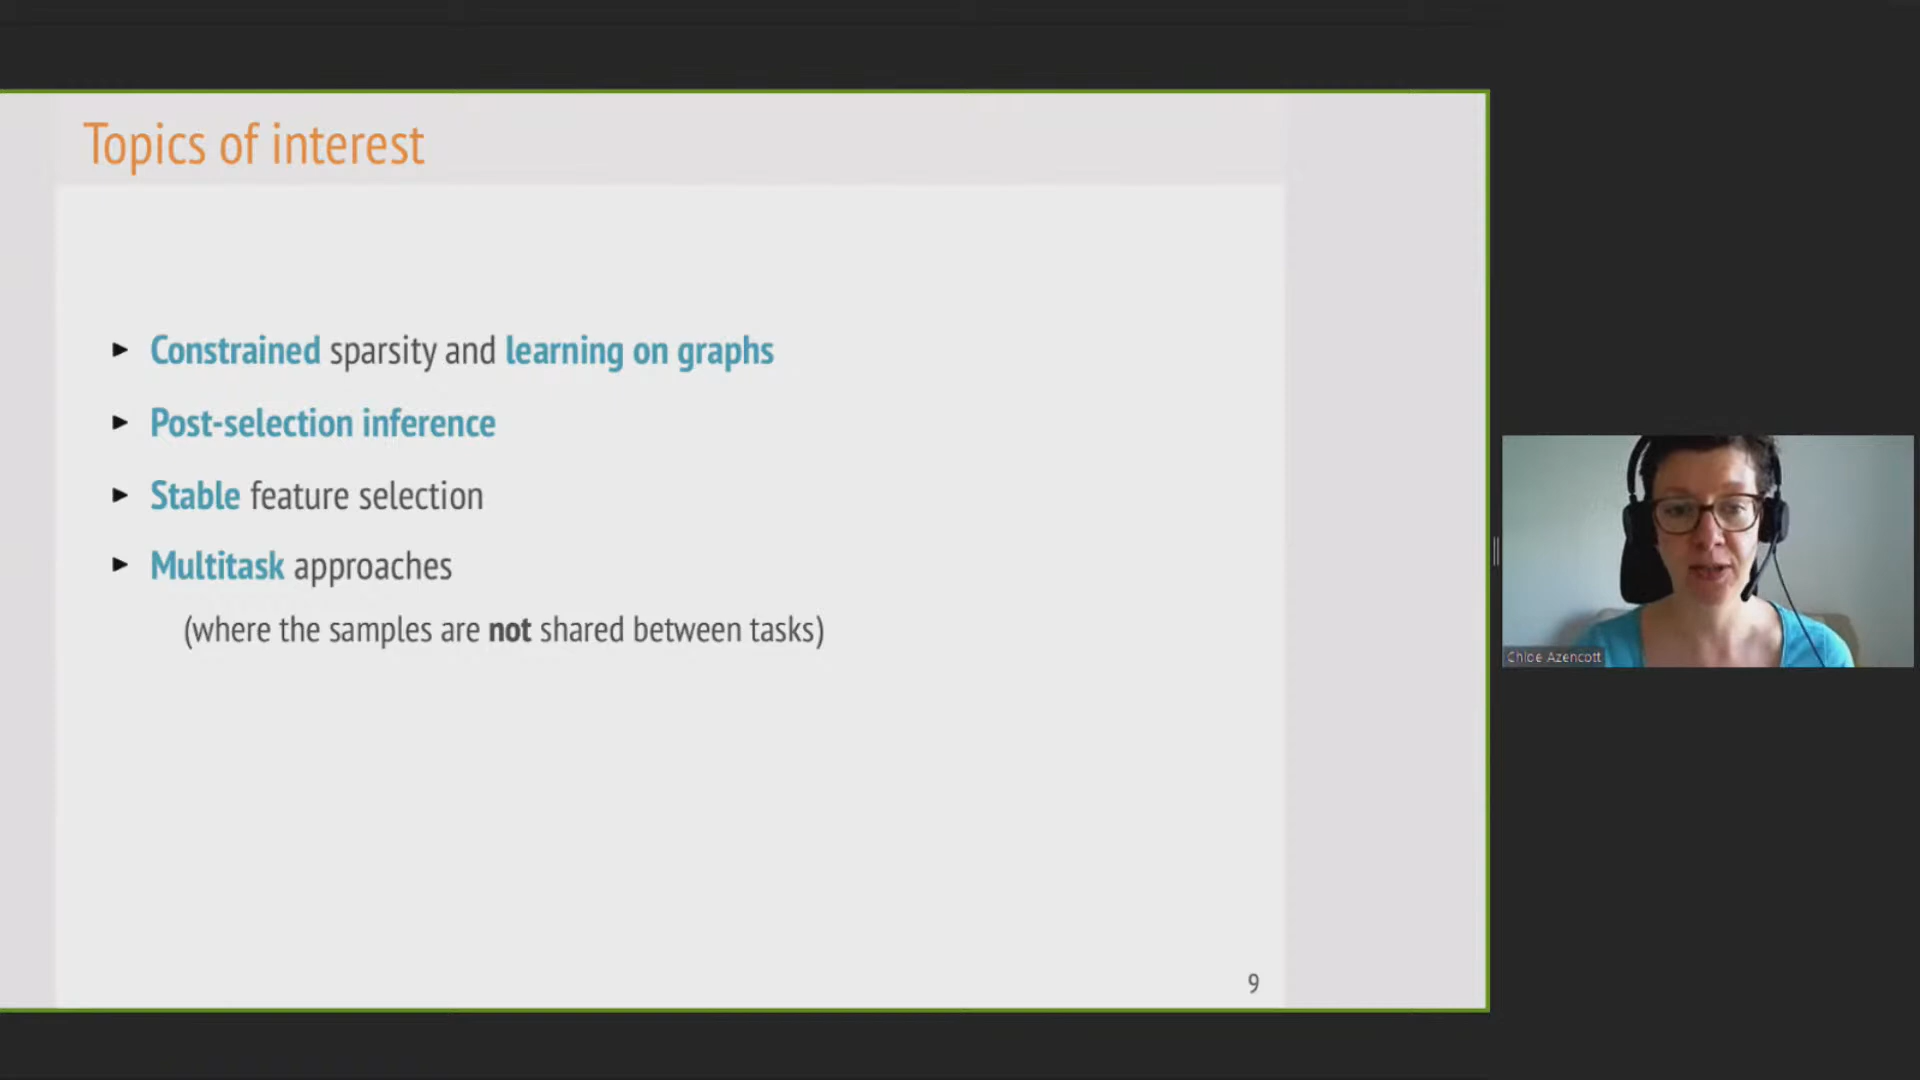 Topics of interest
► Constrained sparsity and learning on graphs
► Post-selection inference
► Stable feature selection
► Multitask approaches
(where the samples are not shared between tasks)
9
Chloe Azencott